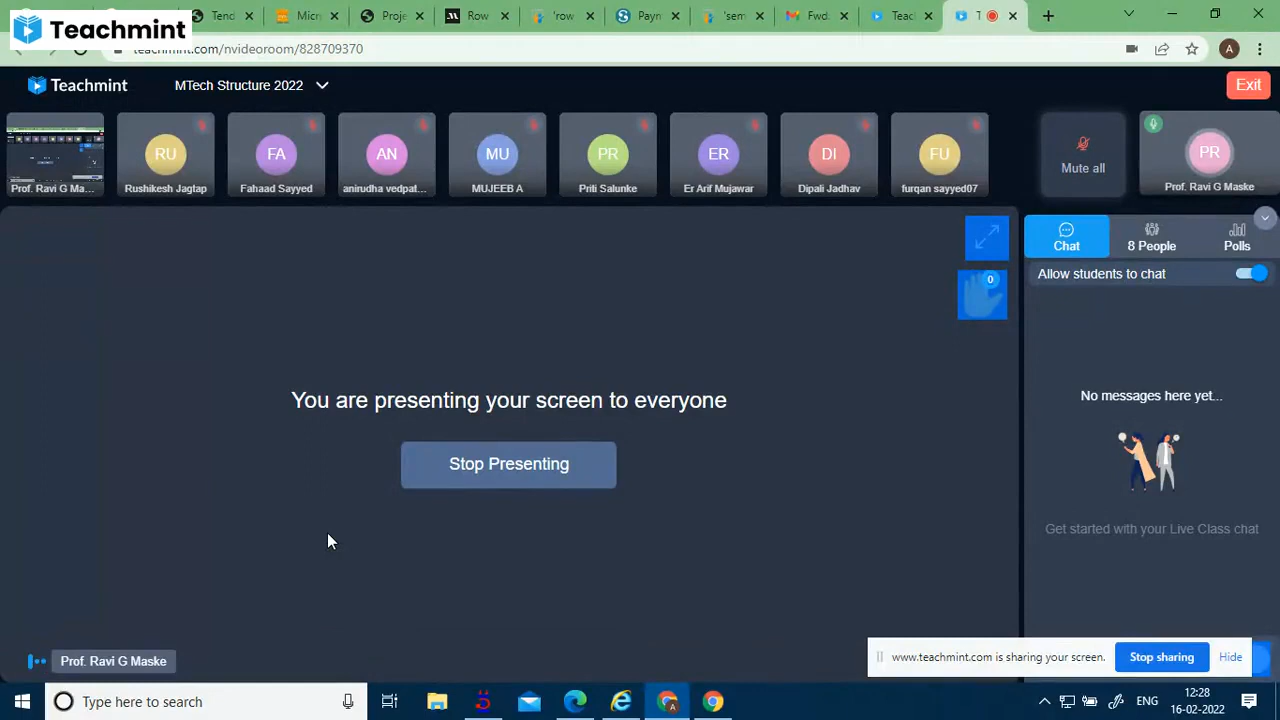 Tend
Micr
Proje
Row
"row
Payn
"sem
Fwd:
Teach
T
Teachmint
teachmint.com/nvideoroom/828709370
A
Teachmint
MTech Structure 2022
Exit
RU
FA
AN
MU
PR
ER
DI
FU
PR
Prof. Ravi G Ma...
Rushikesh Jagtap
Fahaad Sayyed
anirudha vedpat...
MUJEEB A
Priti Salunke
Er Arif Mujawar
Dipali Jadhav
furqan sayyed07
Mute all
Prof. Ravi G Maske
Chat
8 People
Polls
Allow students to chat
0
You are presenting your screen to everyone
Stop Presenting
No messages here yet...
Get started with your Live Class chat
Prof. Ravi G Maske
www.teachmint.com is sharing your screen.
Stop sharing
Hide
Type here to search
ENG
12:28
16-02-2022